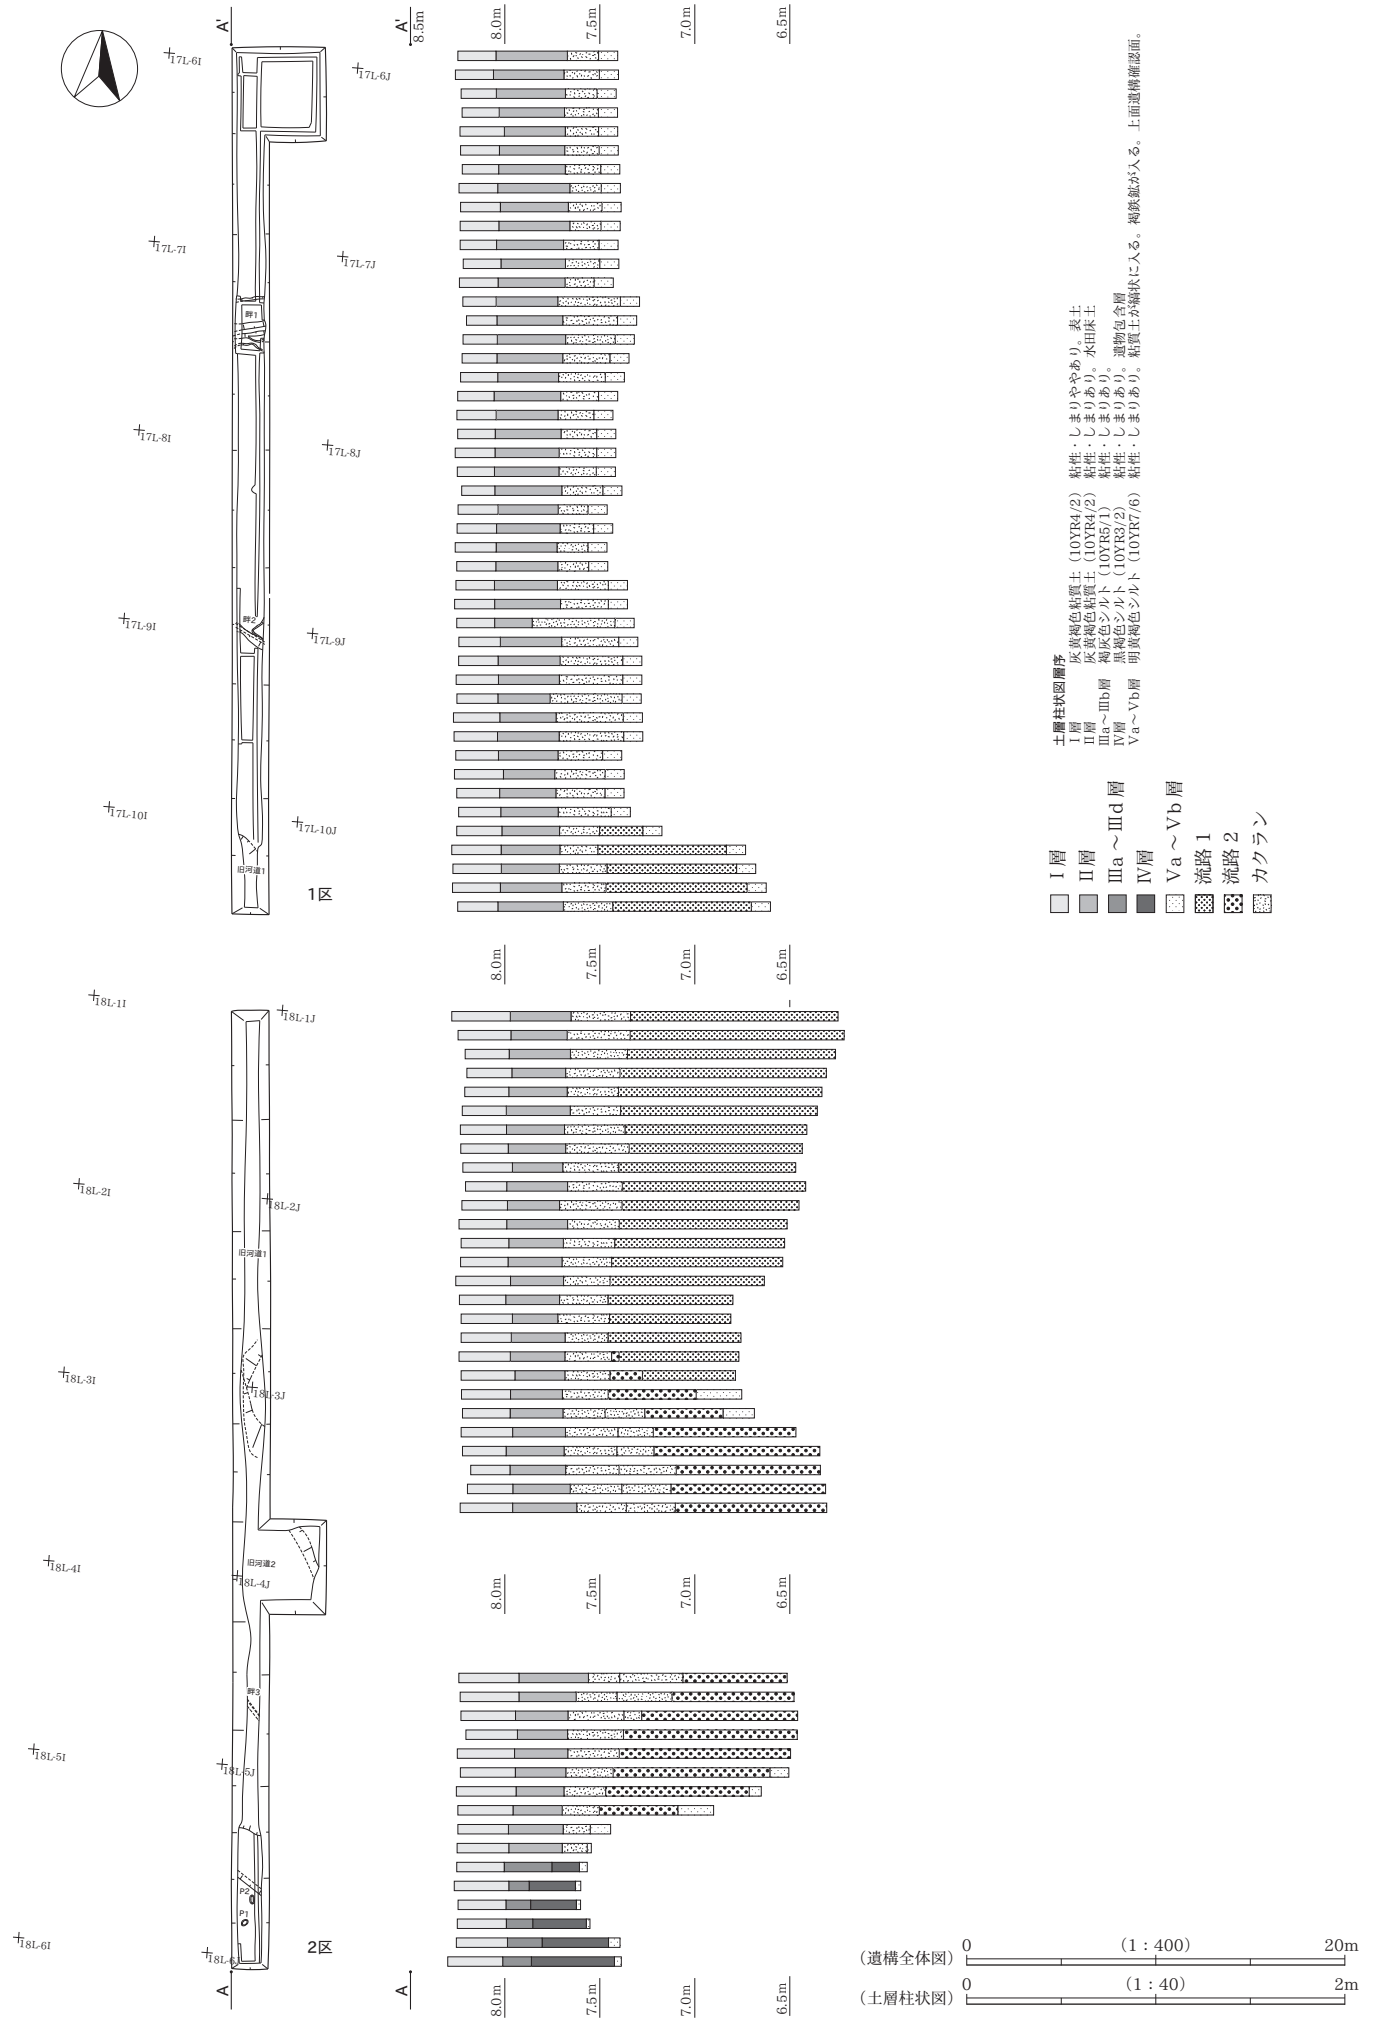 A'
A'
8.5m
8.0m
7.5m
7.0m
6.5m
17L-6I
17L-6J
17L-7I
17L-7J
畔1
17L-8I
17L-8J
17L-9I
畔2
17L-9J
17L-10I
17L-10J
旧河道1
1区
土層柱状図層序
Ⅰ層 灰黄褐色粘質土（10YR4/2） 粘性・しまりややあり。表土
Ⅱ層 灰黄褐色粘質土（10YR4/2） 粘性・しまりあり。水田床土
Ⅲa～Ⅲb層 褐灰色シルト（10YR5/1） 粘性・しまりあり。
Ⅳ層 黒褐色シルト（10YR3/2） 粘性・しまりあり。遺物包含層
Ⅴa～Ⅴb層 明黄褐色シルト（10YR7/6） 粘性・しまりあり。粘質土が縞状に入る。褐鉄鉱が入る。上面遺構確認面。
Ⅰ層
Ⅱ層
Ⅲa～Ⅲd層
Ⅳ層
Ⅴa～Ⅴb層
流路1
流路2
カクラン
8.0m
7.5m
7.0m
6.5m
18L-1I
18L-1J
18L-2I
18L-2J
旧河道1
18L-3I
18L-3J
18L-4I
旧河道2
18L-4J
8.0m
7.5m
7.0m
6.5m
畔3
18L-5I
18L-5J
P2
P1
18L-6I
18L-6J
2区
A
A
8.0m
7.5m
7.0m
6.5m
（遺構全体図） 0 （1：400） 20m
（土層柱状図） 0 （1：40） 2m